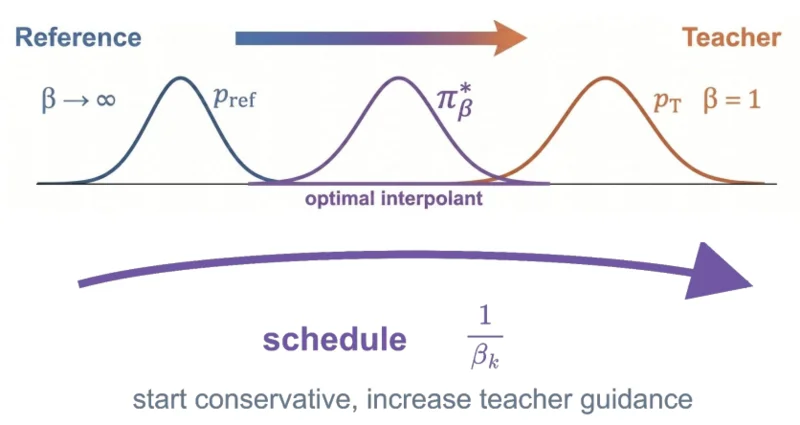 Reference Teacher
β → ∞ p_ref π*_β p_T β = 1
optimal interpolant
schedule 1/β_k
start conservative, increase teacher guidance